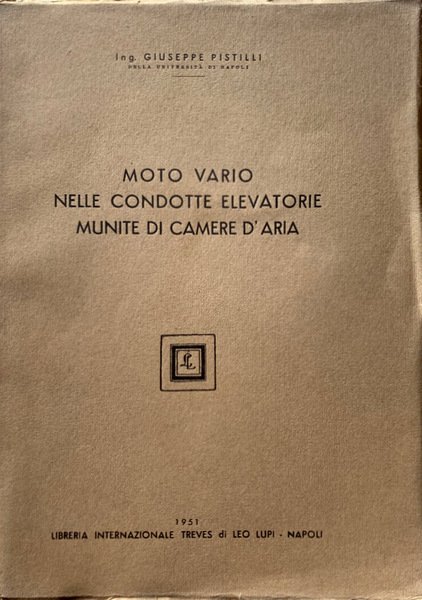 Ing. GIUSEPPE PISTILLI
DELLA UNIVERSITÀ DI NAPOLI
MOTO VARIO
NELLE CONDOTTE ELEVATORIE
MUNITE DI CAMERE D'ARIA
LL
1951
LIBRERIA INTERNAZIONALE TREVES di LEO LUPI - NAPOLI